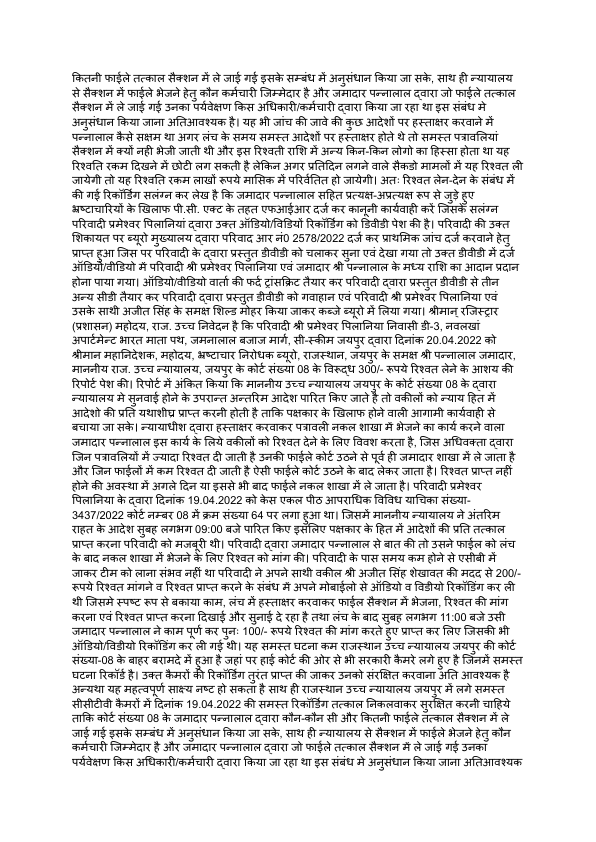 कितनी फाईले तत्काल सैक्शन में ले जाई गई इसके सम्बंध में अनुसंधान किया जा सके, साथ ही न्यायालय
से सैक्शन में फाईले भेजने हेतु कौन कर्मचारी जिम्मेदार है और जमादार पन्नालाल द्वारा जो फाईले तत्काल
सैक्शन में ले जाई गई उनका पर्यवेक्षण किस अधिकारी/कर्मचारी द्वारा किया जा रहा था इस संबंध मे
अनुसंधान किया जाना अतिआवश्यक है। यह भी जांच की जावे की कुछ आदेशों पर हस्ताक्षर करवाने में
पन्नालाल कैसे सक्षम था अगर लंच के समय समस्त आदेशों पर हस्ताक्षर होते थे तो समस्त पत्रावलियां
सैक्शन में क्यों नही भेजी जाती थी और इस रिश्वती राशि में अन्य किन-किन लोगो का हिस्सा होता था यह
रिश्वति रकम दिखने में छोटी लग सकती है लेकिन अगर प्रतिदिन लगने वाले सैकडो मामलों में यह रिश्वत ली
जायेगी तो यह रिश्वति रकम लाखों रूपये मासिक में परिर्वतित हो जायेगी। अतः रिश्वत लेन-देन के संबंध में
की गई रिकॉर्डिंग सलंग्न कर लेख है कि जमादार पन्नालाल सहित प्रत्यक्ष-अप्रत्यक्ष रूप से जुड़े हुए
भ्रष्टाचारियों के खिलाफ पी.सी. एक्ट के तहत एफआईआर दर्ज कर कानूनी कार्यवाही करें जिसके सलंग्न
परिवादी प्रमेश्वर पिलानियां द्वारा उक्त ऑडियो/विडियों रिकॉर्डिंग को डिवीडी पेश की है। परिवादी की उक्त
शिकायत पर ब्यूरो मुख्यालय द्वारा परिवाद आर नं0 2578/2022 दर्ज कर प्राथमिक जांच दर्ज करवाने हेतु
प्राप्त हुआ जिस पर परिवादी के द्वारा प्रस्तुत डीवीडी को चलाकर सुना एवं देखा गया तो उक्त डीवीडी में दर्ज
ऑडियो/वीडियो में परिवादी श्री प्रमेश्वर पिलानिया एवं जमादार श्री पन्नालाल के मध्य राशि का आदान प्रदान
होना पाया गया। ऑडीयो/वीडीयो वार्ता की फर्द ट्रांसक्रिट तैयार कर परिवादी द्वारा प्रस्तुत डीवीडी से तीन
अन्य सीडी तैयार कर परिवादी द्वारा प्रस्तुत डीवीडी को गवाहान एवं परिवादी श्री प्रमेश्वर पिलानिया एवं
उसके साथी अजीत सिंह के समक्ष शिल्ड मोहर किया जाकर कब्जे ब्यूरो में लिया गया। श्रीमान् रजिस्ट्रार
(प्रशासन) महोदय, राज. उच्च निवेदन है कि परिवादी श्री प्रमेश्वर पिलानिया निवासी डी-3, नवलखां
अपार्टमेन्ट भारत माता पथ, जमनालाल बजाज मार्ग, सी-स्कीम जयपुर द्वारा दिनांक 20.04.2022 को
श्रीमान महानिदेशक, महोदय, भ्रष्टाचार निरोधक ब्यूरो, राजस्थान, जयपुर के समक्ष श्री पन्नालाल जमादार,
माननीय राज. उच्च न्यायालय, जयपुर के कोर्ट संख्या 08 के विरूद्ध 300/- रूपये रिश्वत लेने के आशय की
रिपोर्ट पेश की। रिपोर्ट में अंकित किया कि माननीय उच्च न्यायालय जयपुर के कोर्ट संख्या 08 के द्वारा
न्यायालय मे सुनवाई होने के उपरान्त अन्तरिम आदेश पारित किए जाते है तो वकीलों को न्याय हित में
आदेशो की प्रति यथाशीघ्र प्राप्त करनी होती है ताकि पक्षकार के खिलाफ होने वाली आगामी कार्यवाही से
बचाया जा सके। न्यायाधीश द्वारा हस्ताक्षर करवाकर पत्रावली नकल शाखा में भेजना का कार्य करने वाला
जमादार पन्नालाल इस कार्य के लिये वकीलों को रिश्वत देने के लिए विवश करता है, जिस अधिवक्ता द्वारा
जिन पत्रावलियों में ज्यादा रिश्वत दी जाती है उनकी फाईले कोर्ट उठने से पूर्व ही जमादार शाखा में ले जाता है
और जिन फाईलों में कम रिश्वत दी जाती है ऐसी फाईले कोर्ट उठने के बाद लेकर जाता है। रिश्वत प्राप्त नहीं
होने की अवस्था में अगले दिन या इससे भी बाद फाईले नकल शाखा में ले जाता है। परिवादी प्रमेश्वर
पिलानिया के द्वारा दिनांक 19.04.2022 को केस एकल पीठ आपराधिक विविध याचिका संख्या-
3437/2022 कोर्ट नम्बर 08 में क्रम संख्या 64 पर लगा हुआ था। जिसमें माननीय न्यायालय ने अंतरिम
राहत के आदेश सुबह लगभग 09:00 बजे पारित किए इसलिए पक्षकार के हित में आदेशों की प्रति तत्काल
प्राप्त करना परिवादी को मजबूरी थी। परिवादी द्वारा जमादार पन्नालाल से बात की तो उसने फाईल को लंच
के बाद नकल शाखा में भेजने के लिए रिश्वत को मांग की। परिवादी के पास समय कम होने से एसीबी में
जाकर टीम को लाना संभव नहीं था परिवादी ने अपने साथी वकील श्री अजीत सिंह शेखावत की मदद से 200/-
रूपये रिश्वत मांगने व रिश्वत प्राप्त करने के संबंध में अपने मोबाईलो से ऑडियो व विडीयो रिकॉर्डिंग कर ली
थी जिसमे स्पष्ट रूप से बकाया काम, लंच में हस्ताक्षर करवाकर फाईल सैक्शन में भेजना, रिश्वत की मांग
करना एवं रिश्वत प्राप्त करना दिखाई और सुनाई दे रहा है तथा लंच के बाद सुबह लगभग 11:00 बजे उसी
जमादार पन्नालाल ने काम पूर्ण कर पुनः 100/- रूपये रिश्वत की मांग करते हुए प्राप्त कर लिए जिसकी भी
ऑडियो/विडीयो रिकॉर्डिंग कर ली गई थी। यह समस्त घटना कम राजस्थान उच्च न्यायालय जयपुर की कोर्ट
संख्या-08 के बाहर बरामदे में हुआ है जहां पर हाई कोर्ट की ओर से भी सरकारी कैमरे लगे हुए है जिनमें समस्त
घटना रिकॉर्ड है। उक्त कैमरों की रिकॉर्डिंग तुरंत प्राप्त की जाकर उनको संरक्षित करवाना अति आवश्यक है
अन्यथा यह महत्वपूर्ण साक्ष्य नष्ट हो सकता है साथ ही राजस्थान उच्च न्यायालय जयपुर में लगे समस्त
सीसीटीवी कैमरों में दिनांक 19.04.2022 की समस्त रिकॉर्डिंग तत्काल निकलवाकर सुरक्षित करनी चाहिये
ताकि कोर्ट संख्या 08 के जमादार पन्नालाल द्वारा कौन-कौन सी और कितनी फाईले तत्काल सैक्शन में ले
जाई गई इसके सम्बंध में अनुसंधान किया जा सके, साथ ही न्यायालय से सैक्शन में फाईले भेजने हेतु कौन
कर्मचारी जिम्मेदार है और जमादार पन्नालाल द्वारा जो फाईले तत्काल सैक्शन में ले जाई गई उनका
पर्यवेक्षण किस अधिकारी/कर्मचारी द्वारा किया जा रहा था इस संबंध मे अनुसंधान किया जाना अतिआवश्यक